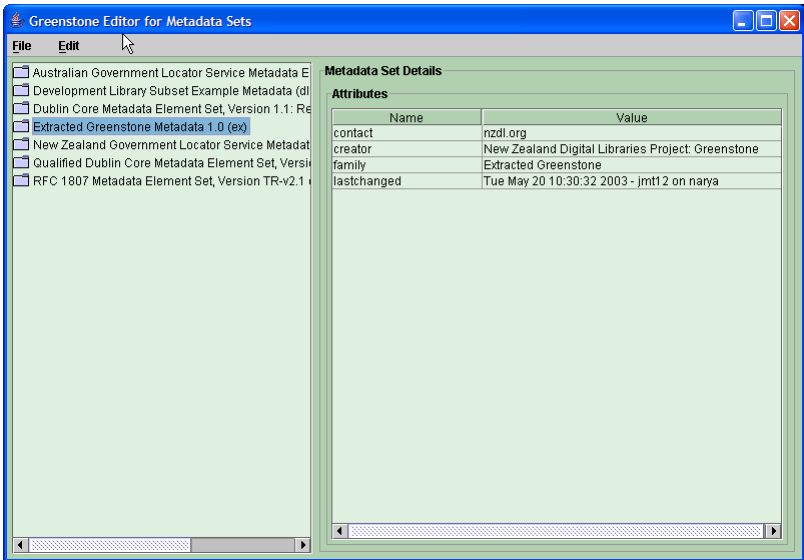 Greenstone Editor for Metadata Sets
File Edit
Australian Government Locator Service Metadata E
Development Library Subset Example Metadata (dl
Dublin Core Metadata Element Set, Version 1.1: Re
Extracted Greenstone Metadata 1.0 (ex)
New Zealand Government Locator Service Metadat
Qualified Dublin Core Metadata Element Set, Versi
RFC 1807 Metadata Element Set, Version TR-v2.1
Metadata Set Details
Attributes
Name Value
contact nzdl.org
creator New Zealand Digital Libraries Project: Greenstone
family Extracted Greenstone
lastchanged Tue May 20 10:30:32 2003 - jmt12 on narya